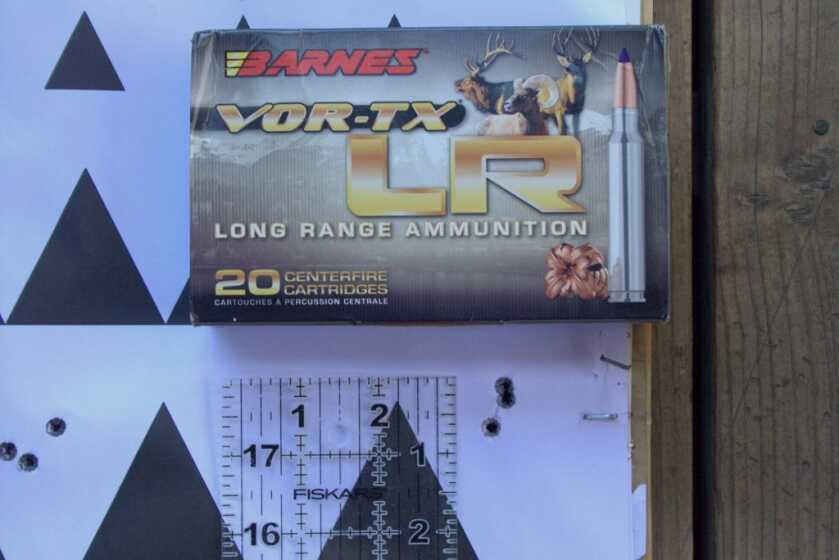 BARNES
VOR-TX
LR
LONG RANGE AMMUNITION
20 CENTERFIRE
CARTRIDGES
CARTOUCHES À PERCUSSION CENTRALE
1 2
17 1
FISKARS
16 2